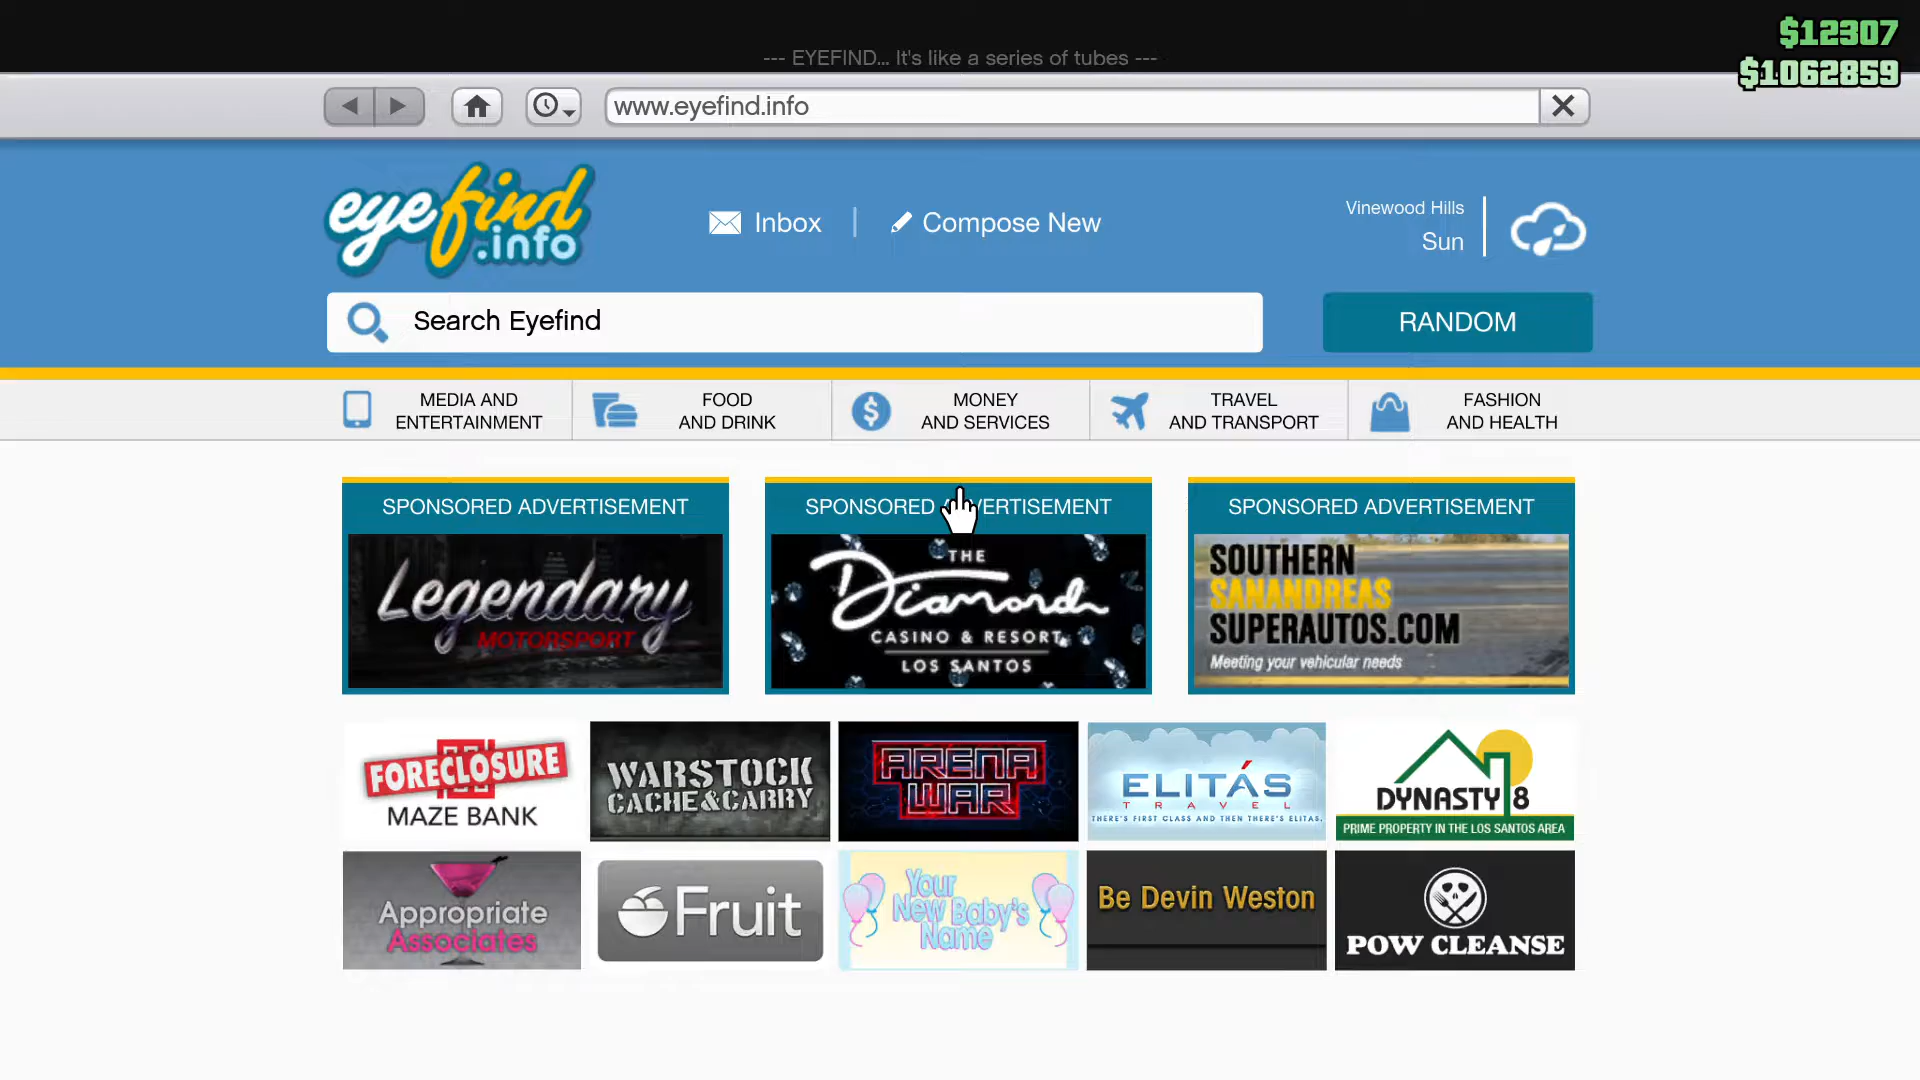 $12307
--- EYEFIND... It's like a series of tubes ---
$1062859
www.eyefind.info
eyefind
.info
Inbox
Compose New
Vinewood Hills
Sun
Search Eyefind
RANDOM
MEDIA AND
ENTERTAINMENT
FOOD
AND DRINK
MONEY
AND SERVICES
TRAVEL
AND TRANSPORT
FASHION
AND HEALTH
SPONSORED ADVERTISEMENT
Legendary
MOTORSPORT
SPONSORED ADVERTISEMENT
THE
Diamond
CASINO & RESORT
LOS SANTOS
SPONSORED ADVERTISEMENT
SOUTHERN
SANANDREAS
SUPERAUTOS.COM
Meeting your vehicular needs
FORECLOSURE
MAZE BANK
WARSTOCK
CACHE&CARRY
ARENA
WAR
ELITÁS
TRAVEL
THERE'S FIRST CLASS AND THEN THERE'S ELITAS.
DYNASTY 8
PRIME PROPERTY IN THE LOS SANTOS AREA
Appropriate
Associates
Fruit
Your
New Baby's
Name
Be Devin Weston
POW CLEANSE